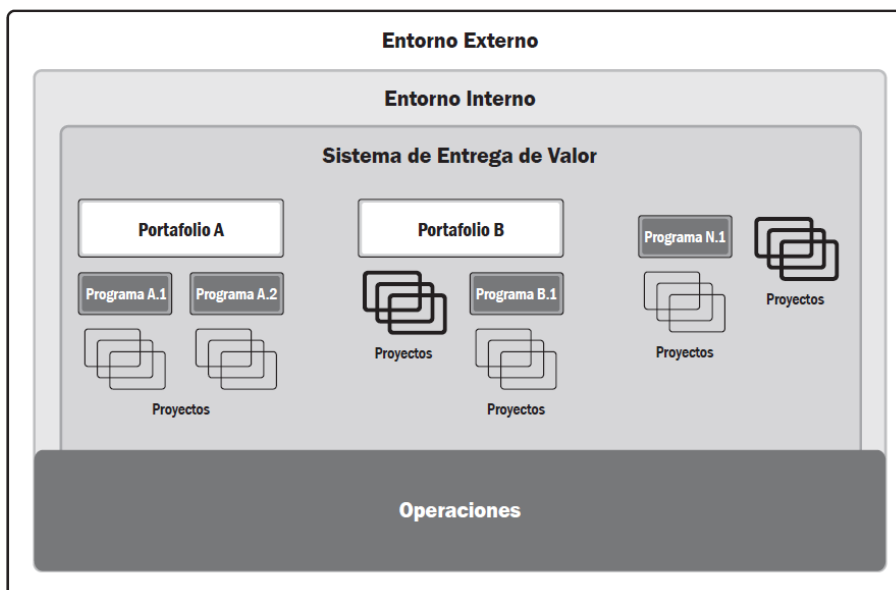 Entorno Externo
Entorno Interno
Sistema de Entrega de Valor
Portafolio A
Portafolio B
Programa N.1
Programa A.1
Programa A.2
Programa B.1
Proyectos
Proyectos
Proyectos
Proyectos
Proyectos
Operaciones